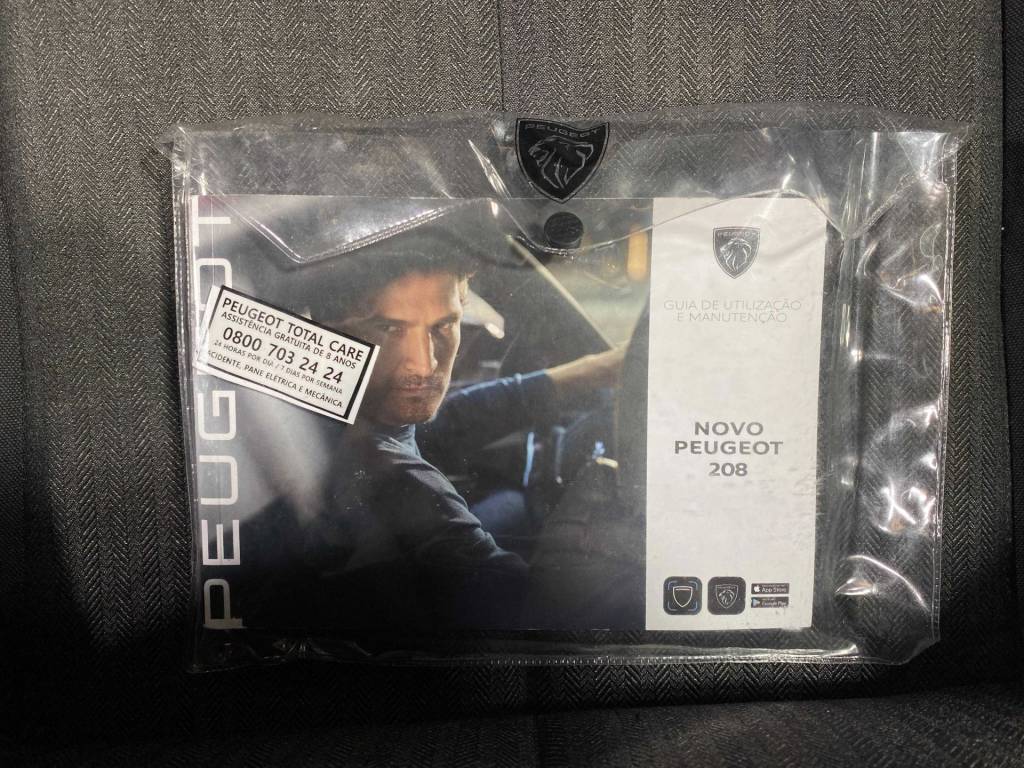 PEUGEOT
PEUGEOT
PEUGEOT TOTAL CARE
ASSISTÊNCIA GRATUITA DE 8 ANOS
0800 703 24 24
24 HORAS POR DIA / 7 DIAS POR SEMANA
ACIDENTE, PANE ELÉTRICA E MECÂNICA
PEUGEOT
GUIA DE UTILIZAÇÃO
E MANUTENÇÃO
NOVO
PEUGEOT
208
App Store
Google Play